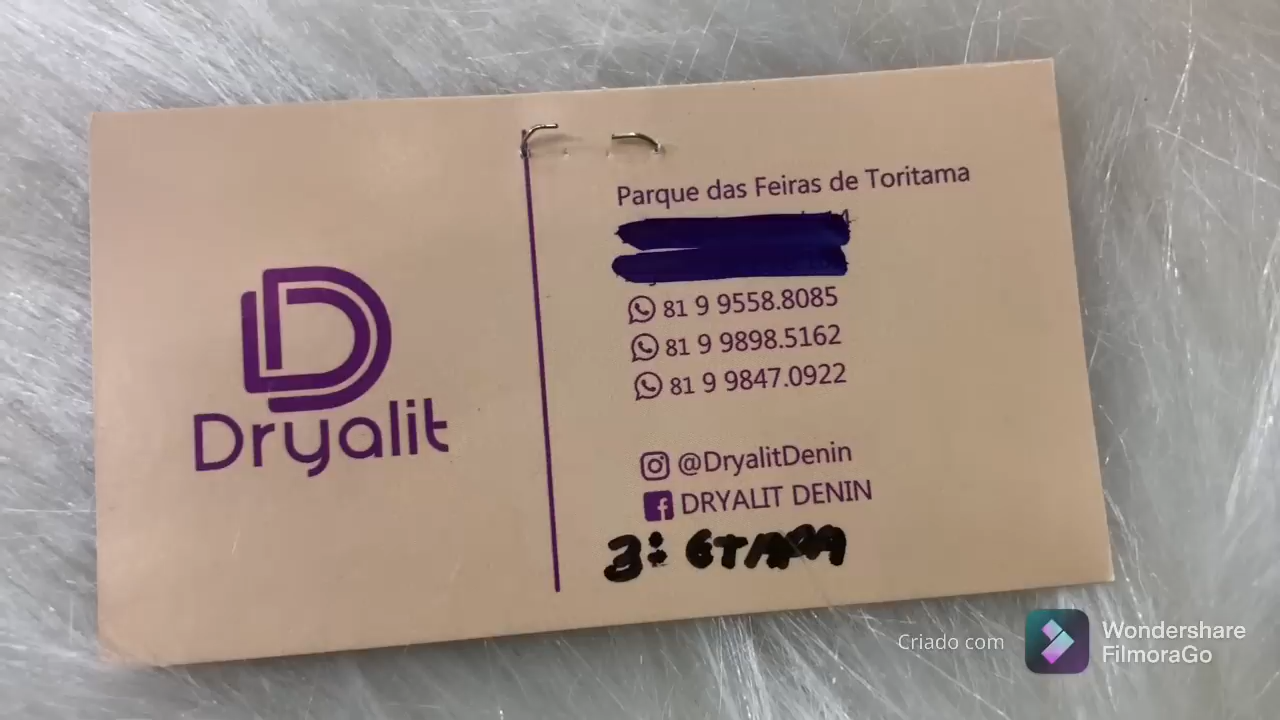 Dryalit
Parque das Feiras de Toritama
81 9 9558.8085
81 9 9898.5162
81 9 9847.0922
@DryalitDenin
DRYALIT DENIN
3ª ETAPA
Criado com
Wondershare
FilmoraGo